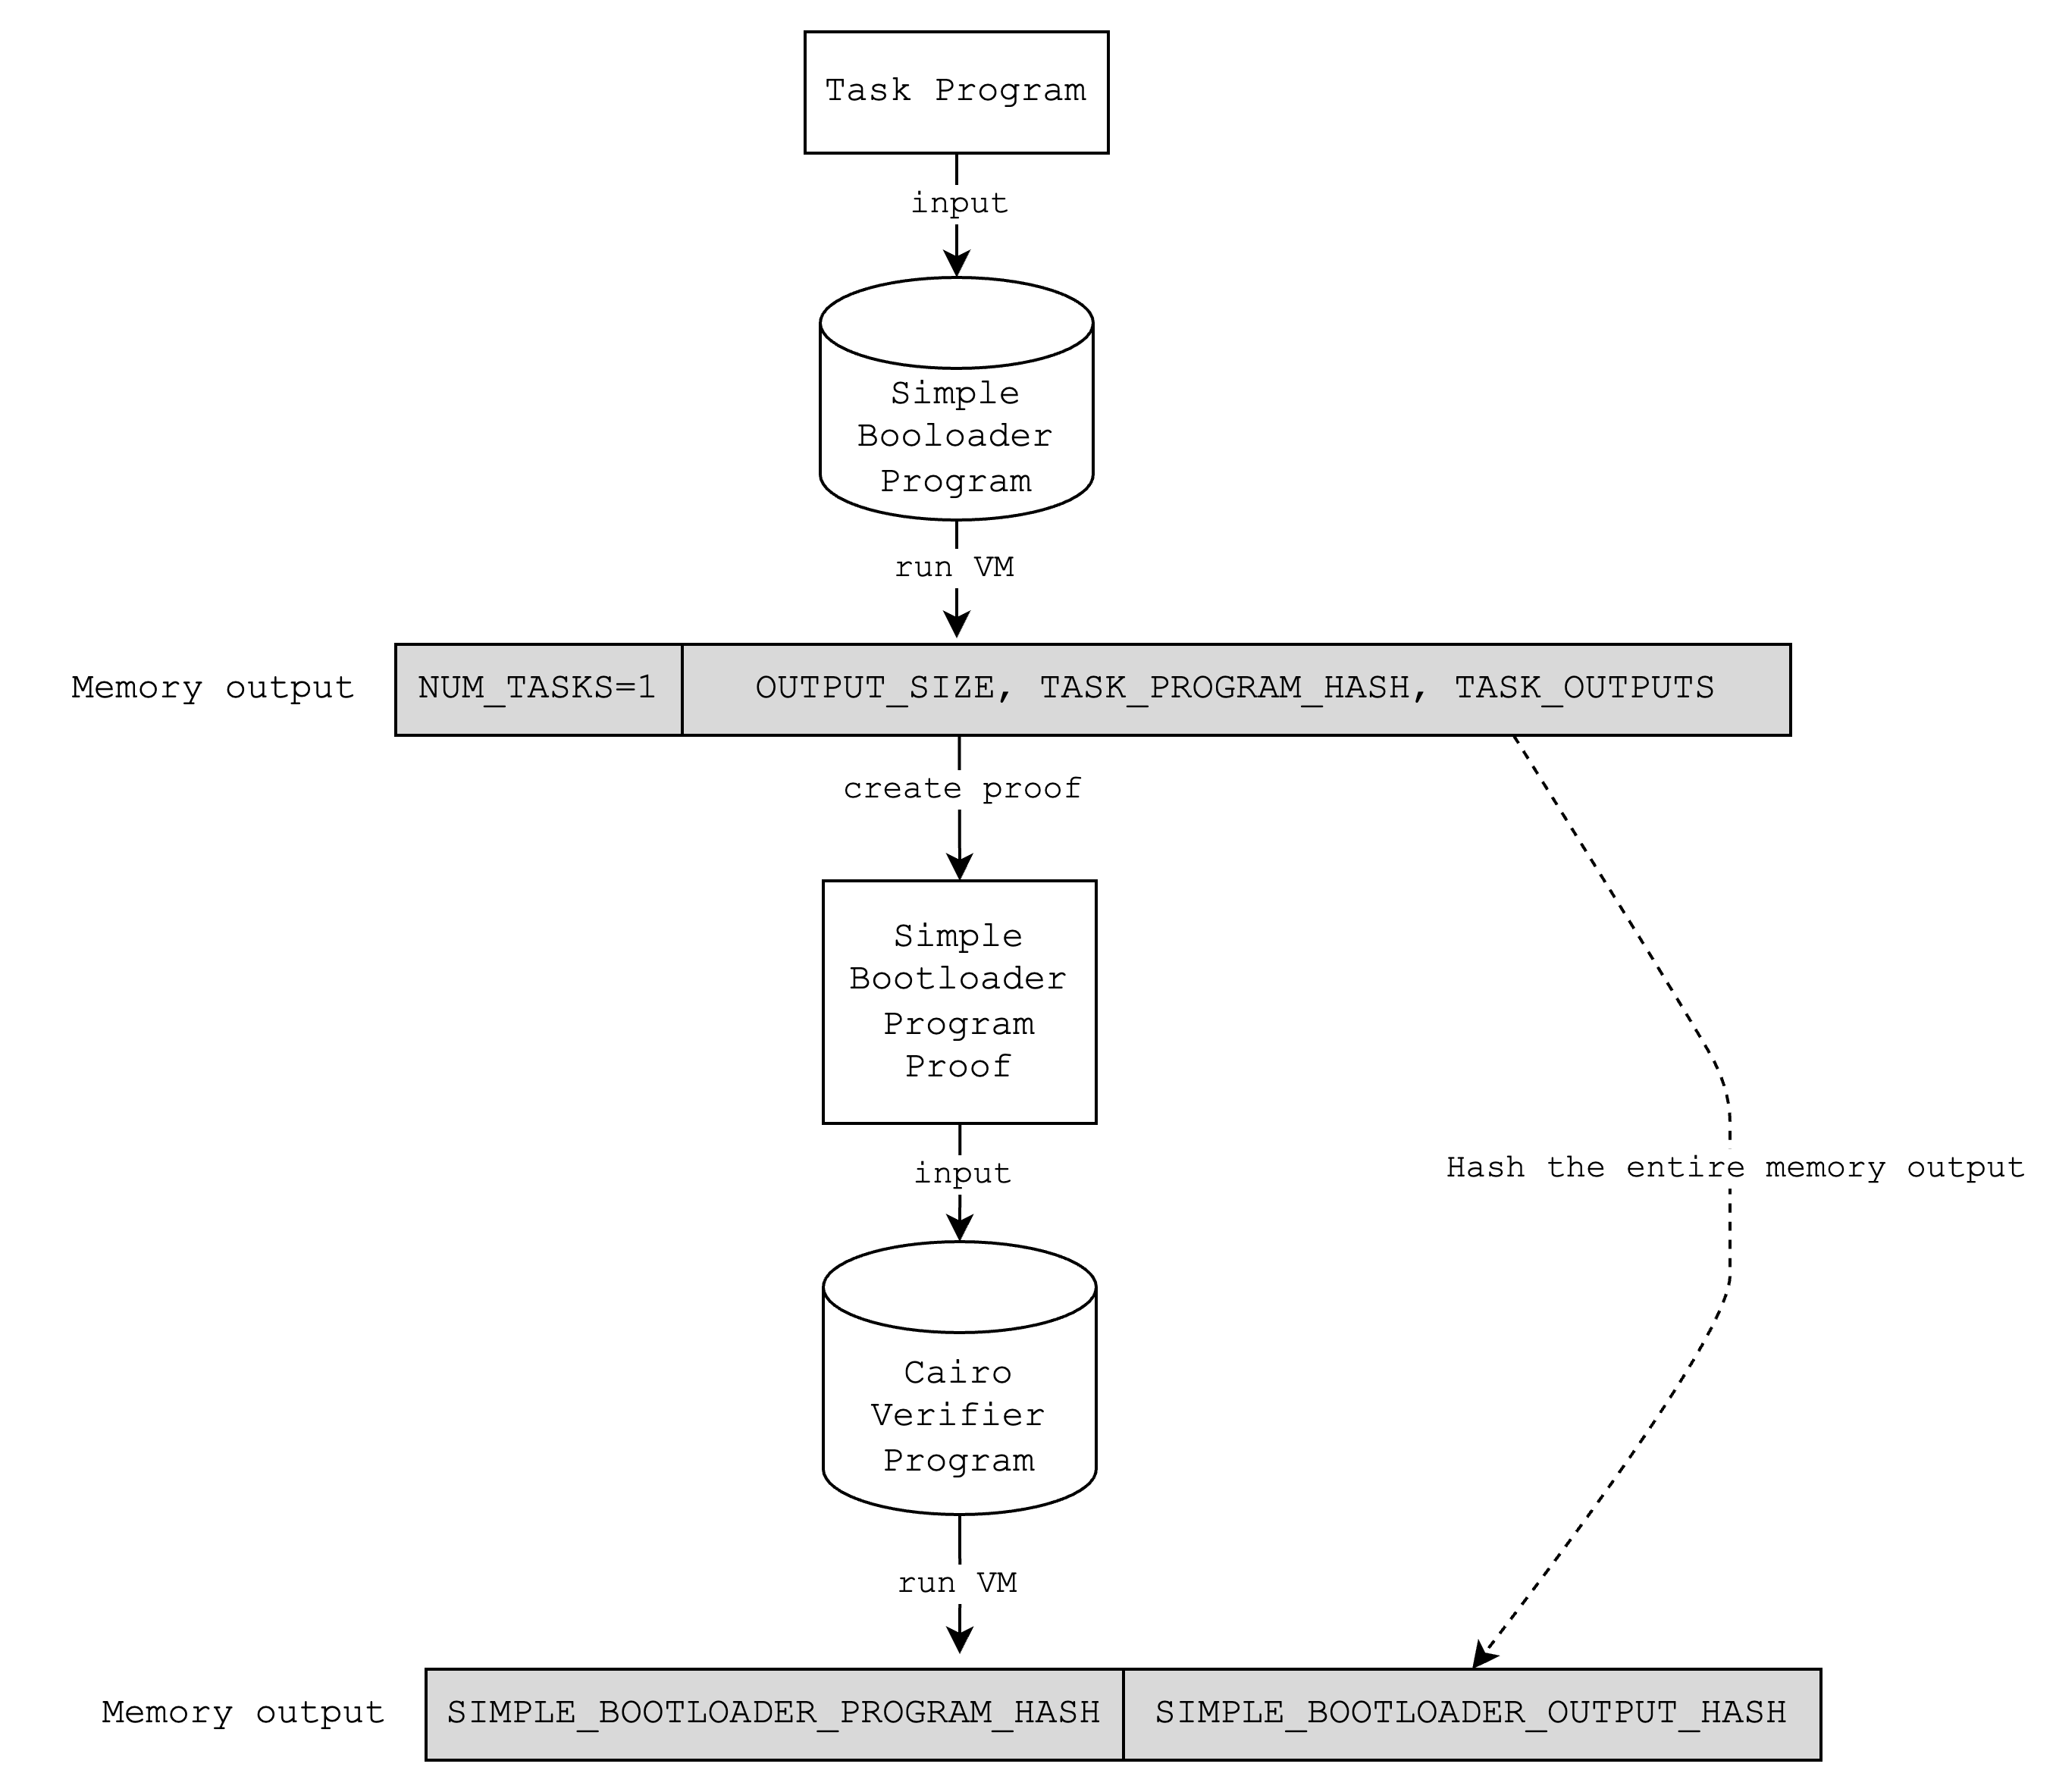 Task Program
input
Simple
Booloader
Program
run VM
Memory output
NUM_TASKS=1
OUTPUT_SIZE, TASK_PROGRAM_HASH, TASK_OUTPUTS
create proof
Simple
Bootloader
Program
Proof
input
Hash the entire memory output
Cairo
Verifier
Program
run VM
Memory output
SIMPLE_BOOTLOADER_PROGRAM_HASH
SIMPLE_BOOTLOADER_OUTPUT_HASH